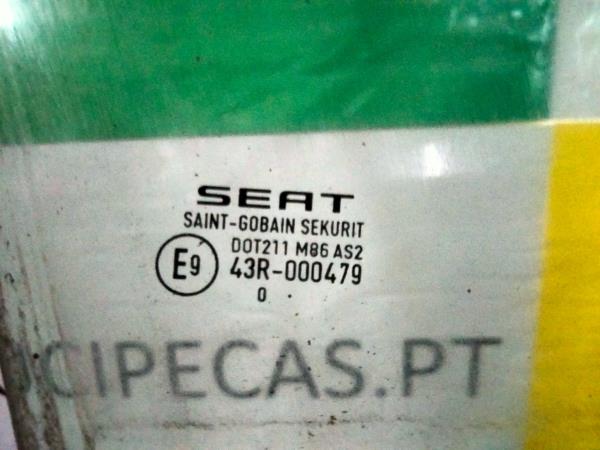 SEAT
SAINT-GOBAIN SEKURIT
DOT211 M86 AS2
E9 43R-000479
0
CIPECAS.PT